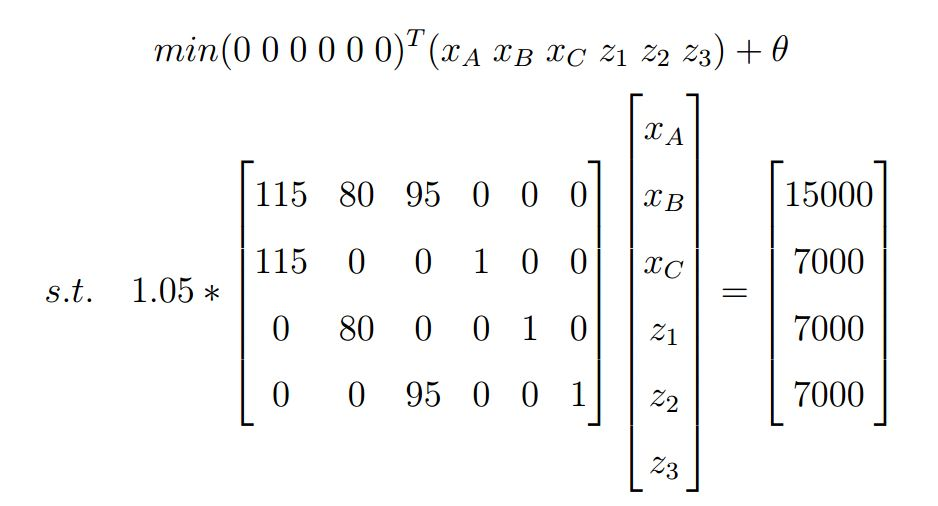 min(0 0 0 0 0 0)^T (x_A x_B x_C z_1 z_2 z_3) + θ
s.t. 1.05 * [115 80 95 0 0 0; 115 0 0 1 0 0; 0 80 0 0 1 0; 0 0 95 0 0 1] [x_A; x_B; x_C; z_1; z_2; z_3] = [15000; 7000; 7000; 7000]